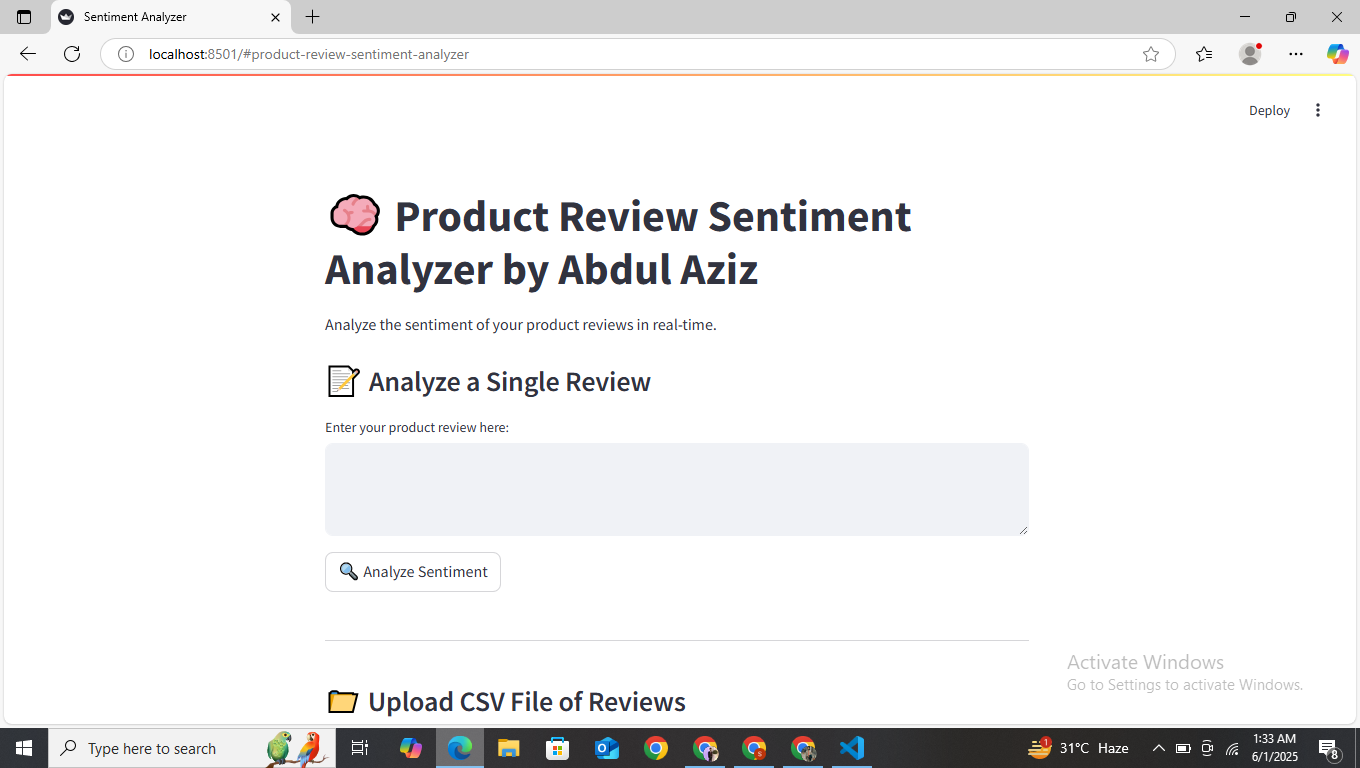 Sentiment Analyzer
localhost:8501/#product-review-sentiment-analyzer
Deploy
Product Review Sentiment
Analyzer by Abdul Aziz
Analyze the sentiment of your product reviews in real-time.
Analyze a Single Review
Enter your product review here:
Analyze Sentiment
Activate Windows
Go to Settings to activate Windows.
Upload CSV File of Reviews
Type here to search
1
31°C Haze
1:33 AM
6/1/2025
8